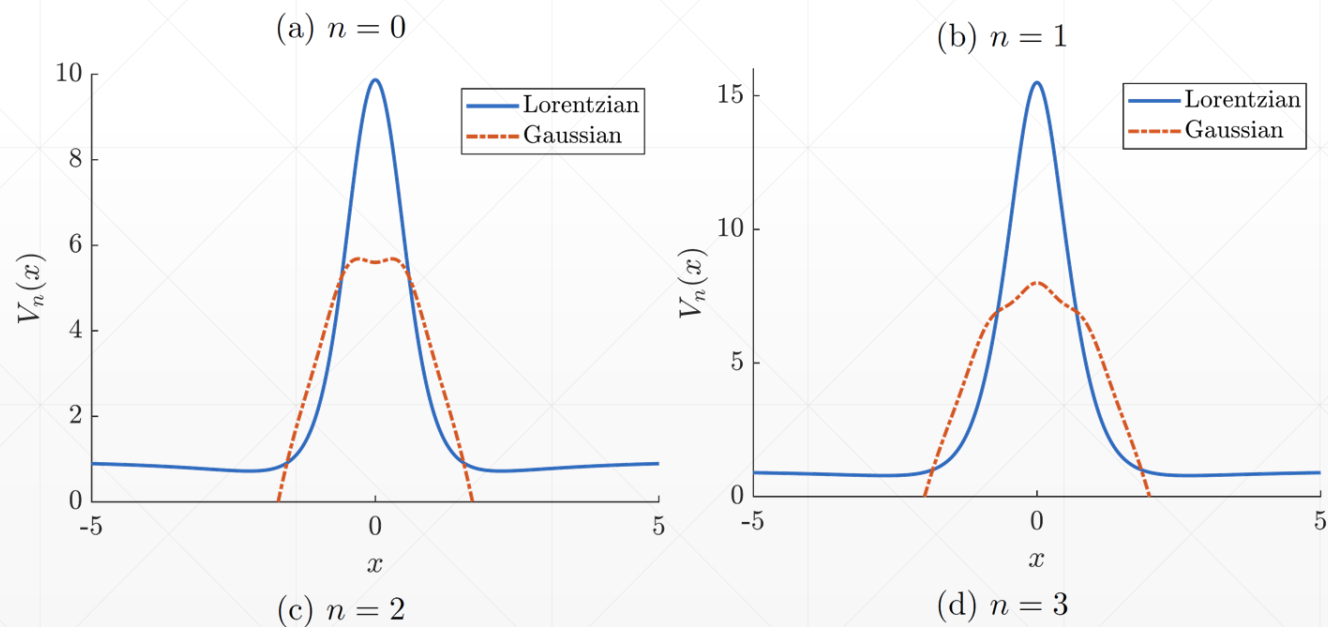 (a) n = 0
10
8
6
4
2
0
V_n(x)
-5
0
5
x
Lorentzian
Gaussian
(b) n = 1
15
10
5
0
V_n(x)
-5
0
5
x
Lorentzian
Gaussian
(c) n = 2
(d) n = 3